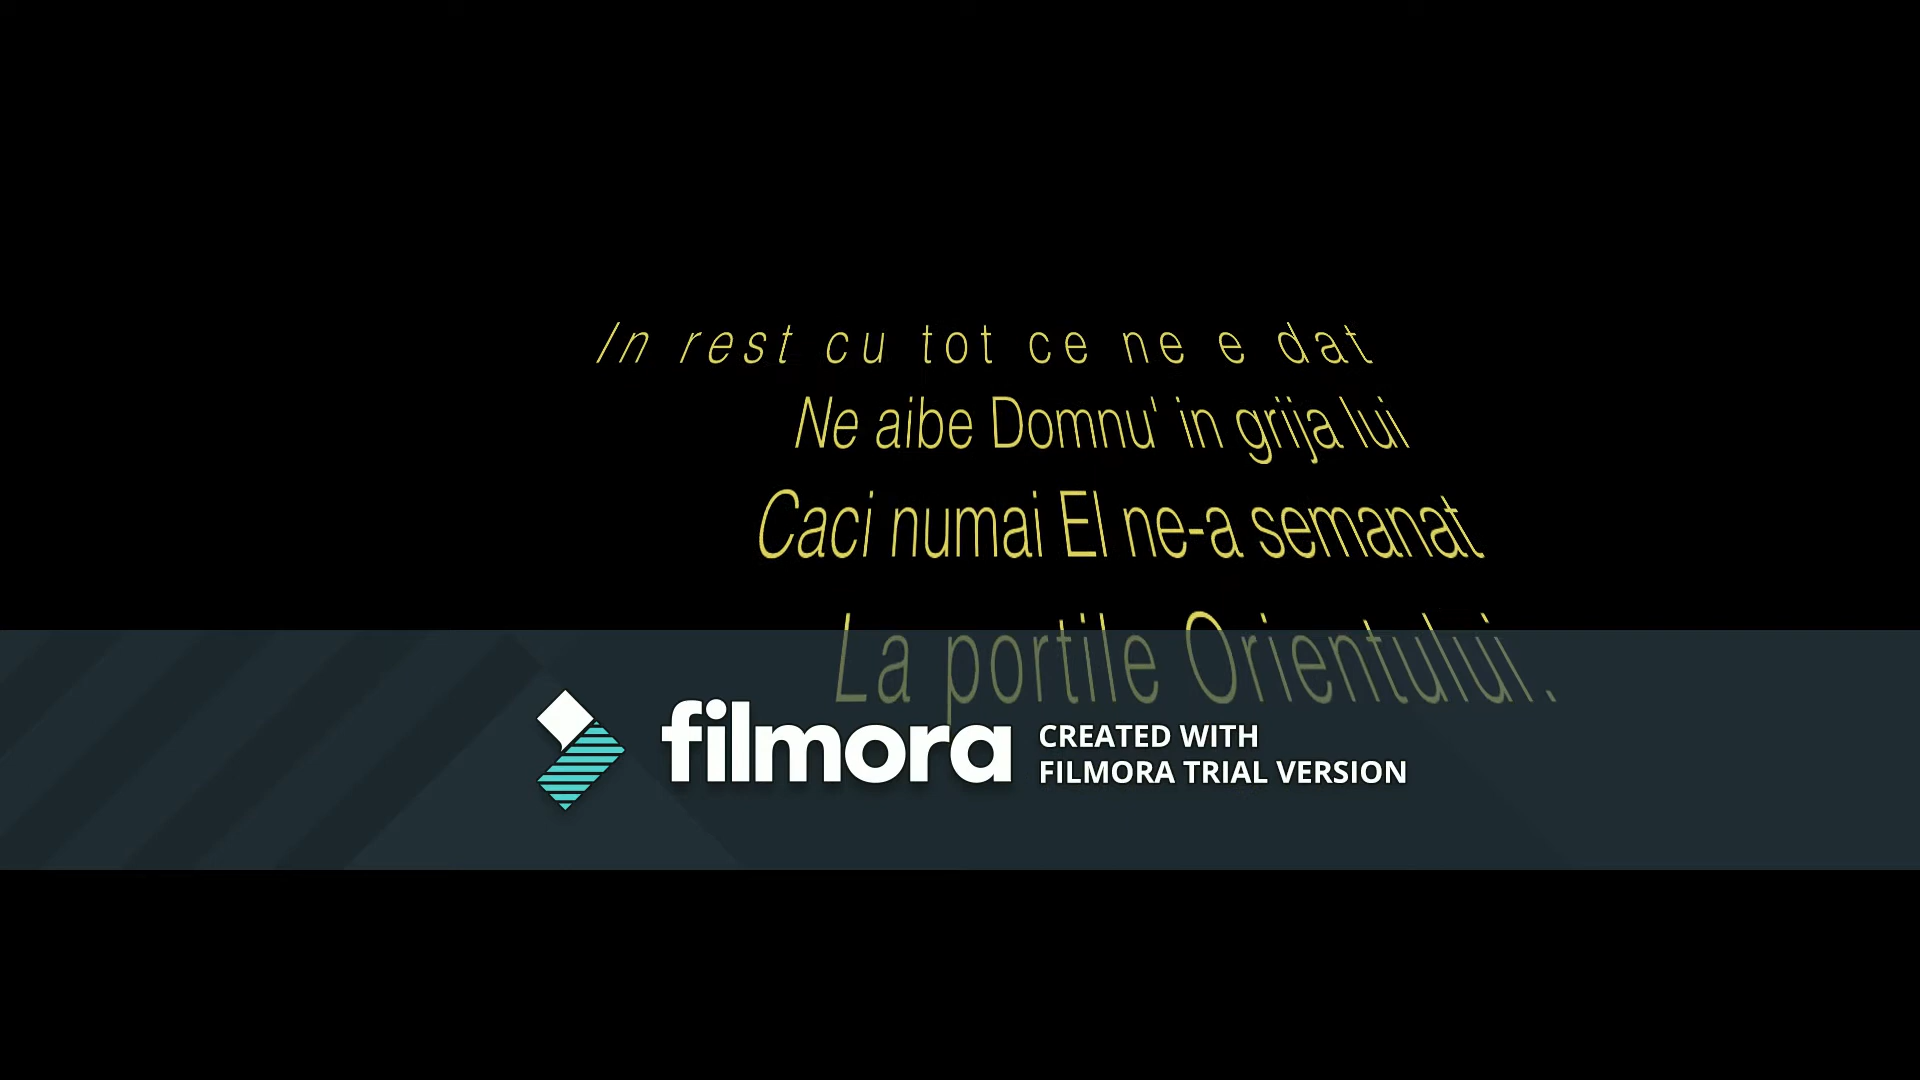 In rest cu tot ce ne e dat
Ne aibe Domnu' in grija lui
Caci numai El ne-a semanat
La portile Orientului.
filmora
CREATED WITH
FILMORA TRIAL VERSION